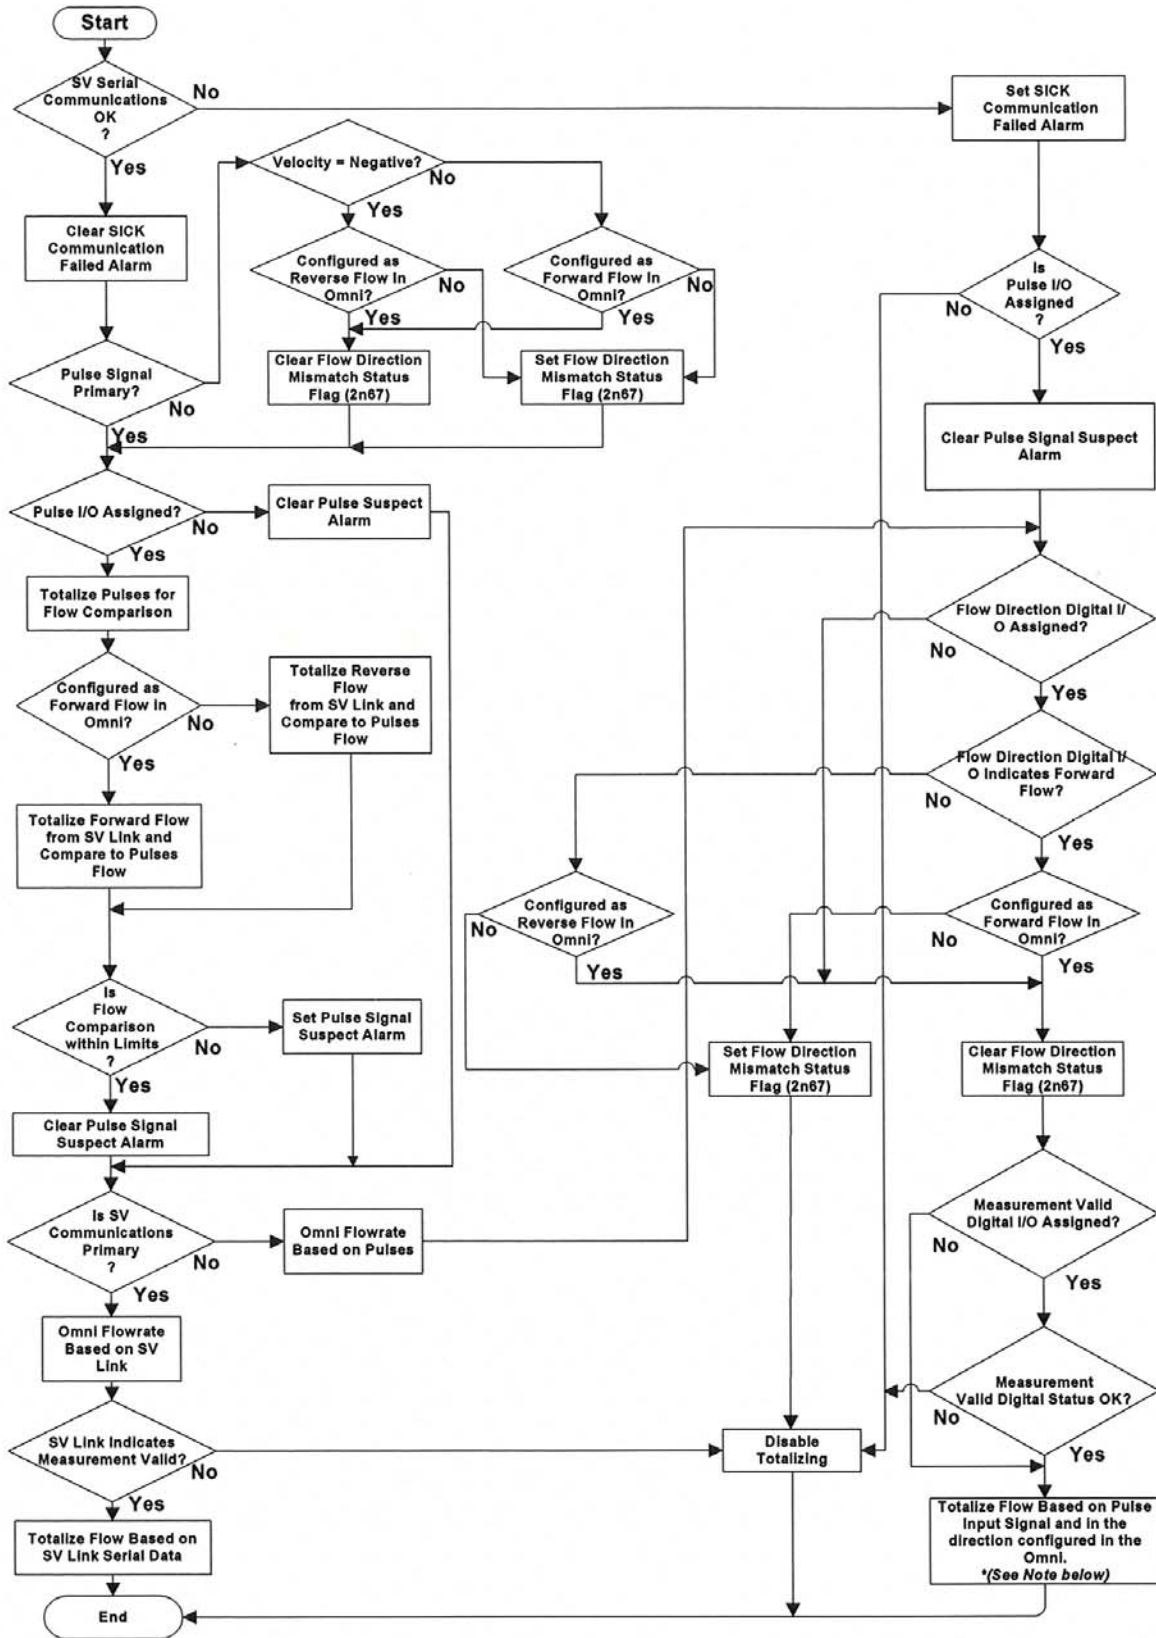 Start
SV Serial
Communications
OK
?
No
Yes
Set SICK
Communication
Failed Alarm
Velocity = Negative?
No
Yes
Clear SICK
Communication
Failed Alarm
Configured as
Reverse Flow in
Omni?
No
Yes
Configured as
Forward Flow in
Omni?
No
Yes
Is
Pulse I/O
Assigned
?
No
Yes
Pulse Signal
Primary?
No
Yes
Clear Flow Direction
Mismatch Status
Flag (2n67)
Set Flow Direction
Mismatch Status
Flag (2n67)
Clear Pulse Signal Suspect
Alarm
Pulse I/O Assigned?
No
Yes
Clear Pulse Suspect
Alarm
Totalize Pulses for
Flow Comparison
Flow Direction Digital I/
O Assigned?
No
Yes
Configured as
Forward Flow in
Omni?
No
Yes
Totalize Reverse
Flow
from SV Link and
Compare to Pulses
Flow
Flow Direction Digital I/
O Indicates Forward
Flow?
No
Yes
Totalize Forward Flow
from SV Link and
Compare to Pulses
Flow
Configured as
Reverse Flow in
Omni?
No
Yes
Configured as
Forward Flow in
Omni?
No
Yes
Is
Flow
Comparison
within Limits
?
No
Yes
Set Pulse Signal
Suspect Alarm
Set Flow Direction
Mismatch Status
Flag (2n67)
Clear Flow Direction
Mismatch Status
Flag (2n67)
Clear Pulse Signal
Suspect Alarm
Is SV
Communications
Primary
?
No
Yes
Omni Flowrate
Based on Pulses
Measurement Valid
Digital I/O Assigned?
No
Yes
Omni Flowrate
Based on SV
Link
Measurement
Valid Digital Status OK?
No
Yes
SV Link Indicates
Measurement Valid?
No
Yes
Disable
Totalizing
Totalize Flow Based on
SV Link Serial Data
Totalize Flow Based on Pulse
Input Signal and in the
direction configured in the
Omni.
*(See Note below)
End